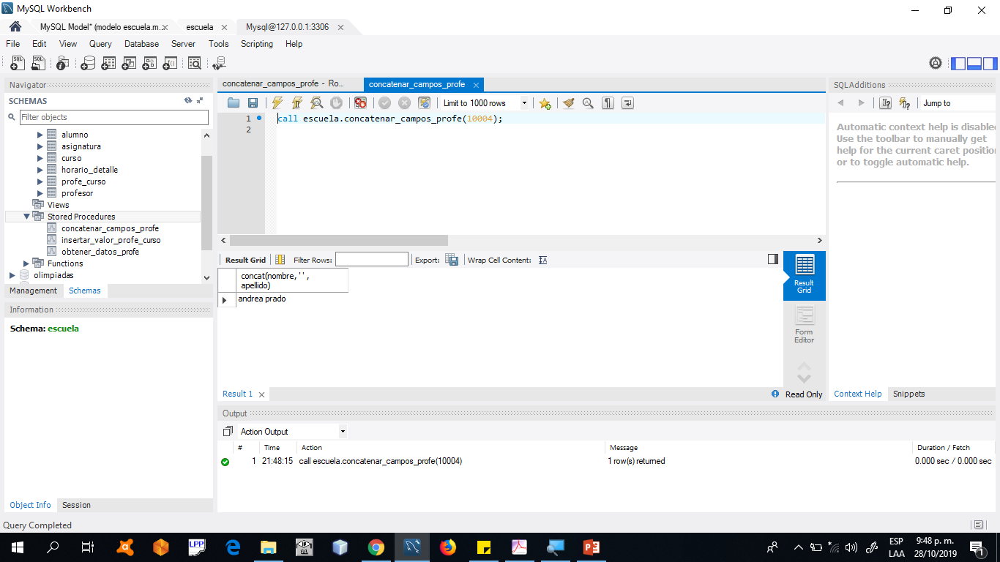 MySQL Workbench
MySQL Model* (modelo escuela.m... escuela Mysql@127.0.0.1:3306
File Edit View Query Database Server Tools Scripting Help
Navigator
SCHEMAS
Filter objects
alumno
asignatura
curso
horario_detalle
profe_curso
profesor
Views
Stored Procedures
concatenar_campos_profe
insertar_valor_profe_curso
obtener_datos_profe
Functions
olimpiadas
Management Schemas
Information
Schema: escuela
Object Info Session
concatenar_campos_profe - Ro... concatenar_campos_profe
Limit to 1000 rows
1 call escuela.concatenar_campos_profe(10004);
2
Result Grid Filter Rows: Export: Wrap Cell Content:
concat(nombre,'',
apellido)
andrea prado
Result
Grid
Form
Editor
Result 1 Read Only
SQLAdditions
Jump to
Automatic context help is disabled
Use the toolbar to manually get
help for the current caret position
or to toggle automatic help.
Context Help Snippets
Output
Action Output
# Time Action Message Duration / Fetch
1 21:48:15 call escuela.concatenar_campos_profe(10004) 1 row(s) returned 0.000 sec / 0.000 sec
Query Completed
LPP
ESP
LAA
9:48 p. m.
28/10/2019
1